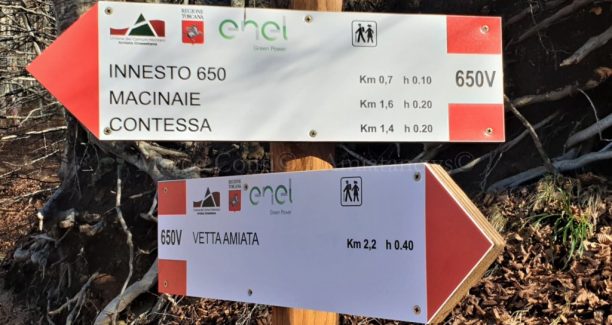 REGIONE
TOSCANA
enel
Green Power
INNESTO 650 Km 0,7 h 0.10
MACINAIE Km 1,6 h 0.20
CONTESSA Km 1,4 h 0.20
650V
REGIONE
TOSCANA
enel
Green Power
650V
VETTA AMIATA Km 2,2 h 0.40